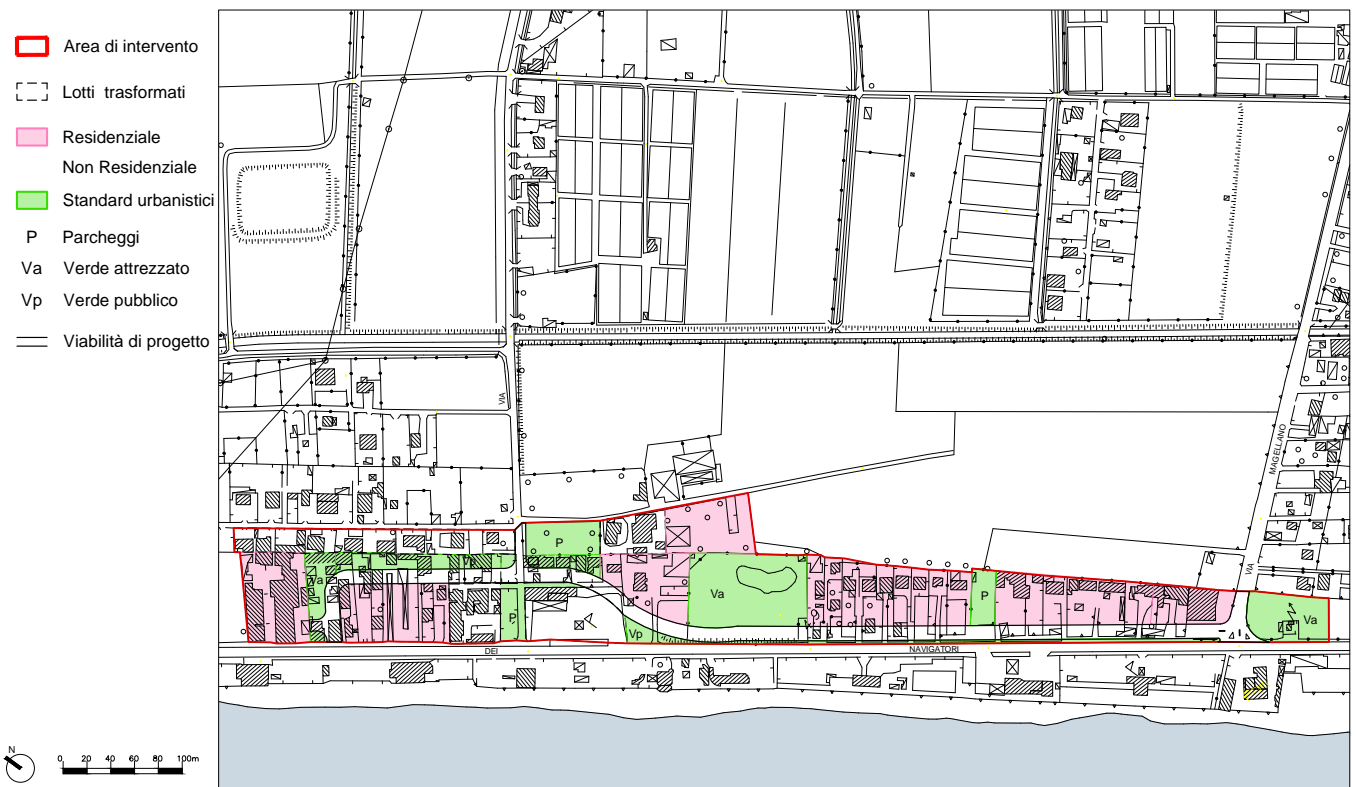 Area di intervento
Lotti trasformati
Residenziale
Non Residenziale
Standard urbanistici
P Parcheggi
Va Verde attrezzato
Vp Verde pubblico
Viabilità di progetto
VIA
MAGELLANO
VIA
P
Vp
Va
Va
P
P
Vp
Va
DEI
NAVIGATORI
N
0 20 40 60 80 100m